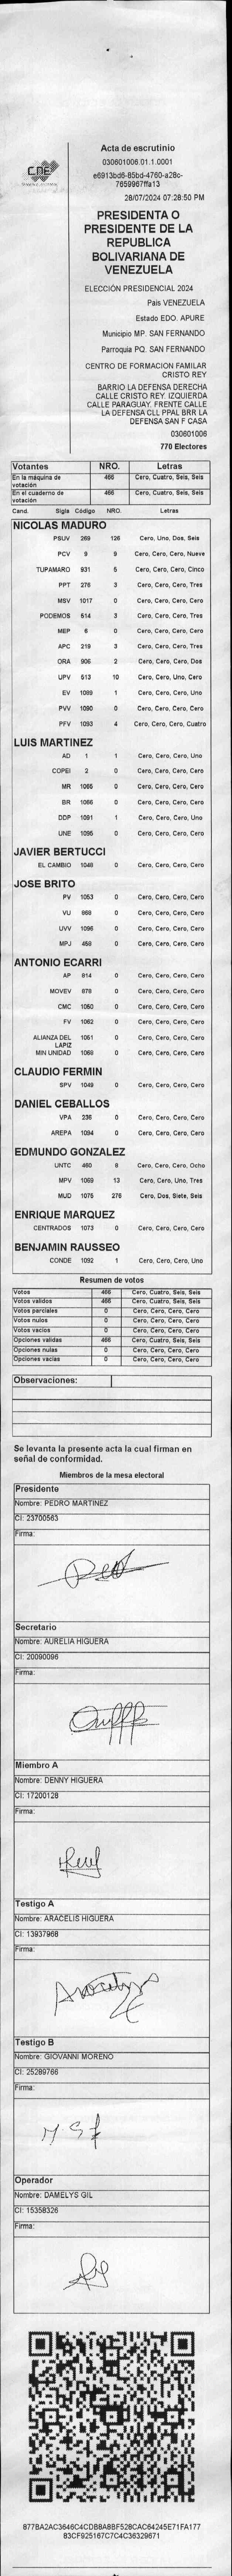 CNE
Acta de escrutinio
030601006.01.1.0001
e6913bd6-85bd-4760-a28c-
7659967ffa13
28/07/2024 07:28:50 PM
PRESIDENTA O
PRESIDENTE DE LA
REPUBLICA
BOLIVARIANA DE
VENEZUELA
ELECCIÓN PRESIDENCIAL 2024
País VENEZUELA
Estado EDO. APURE
Municipio MP. SAN FERNANDO
Parroquia PQ. SAN FERNANDO
CENTRO DE FORMACION FAMILAR
CRISTO REY
BARRIO LA DEFENSA DERECHA
CALLE CRISTO REY. IZQUIERDA
CALLE PARAGUAY. FRENTE CALLE
LA DEFENSA CLL PPAL BRR LA
DEFENSA SAN F CASA
030601006
770 Electores
Votantes NRO. Letras
En la máquina de votación 466 Cero, Cuatro, Seis, Seis
En el cuaderno de votación 466 Cero, Cuatro, Seis, Seis
Cand. Sigla Código NRO. Letras
NICOLAS MADURO
PSUV 269 126 Cero, Uno, Dos, Seis
PCV 9 9 Cero, Cero, Cero, Nueve
TUPAMARO 931 5 Cero, Cero, Cero, Cinco
PPT 276 3 Cero, Cero, Cero, Tres
MSV 1017 0 Cero, Cero, Cero, Cero
PODEMOS 514 3 Cero, Cero, Cero, Tres
MEP 6 0 Cero, Cero, Cero, Cero
APC 219 3 Cero, Cero, Cero, Tres
ORA 906 2 Cero, Cero, Cero, Dos
UPV 513 10 Cero, Cero, Uno, Cero
EV 1099 1 Cero, Cero, Cero, Uno
PVV 1090 0 Cero, Cero, Cero, Cero
PFV 1093 4 Cero, Cero, Cero, Cuatro
LUIS MARTINEZ
AD 1 1 Cero, Cero, Cero, Uno
COPEI 2 0 Cero, Cero, Cero, Cero
MR 1065 0 Cero, Cero, Cero, Cero
BR 1066 0 Cero, Cero, Cero, Cero
DDP 1091 1 Cero, Cero, Cero, Uno
UNE 1095 0 Cero, Cero, Cero, Cero
JAVIER BERTUCCI
EL CAMBIO 1048 0 Cero, Cero, Cero, Cero
JOSE BRITO
PV 1053 0 Cero, Cero, Cero, Cero
VU 868 0 Cero, Cero, Cero, Cero
UVV 1096 0 Cero, Cero, Cero, Cero
MPJ 458 0 Cero, Cero, Cero, Cero
ANTONIO ECARRI
AP 814 0 Cero, Cero, Cero, Cero
MOVEV 878 0 Cero, Cero, Cero, Cero
CMC 1050 0 Cero, Cero, Cero, Cero
FV 1062 0 Cero, Cero, Cero, Cero
ALIANZA DEL LAPIZ 1051 0 Cero, Cero, Cero, Cero
MIN UNIDAD 1068 0 Cero, Cero, Cero, Cero
CLAUDIO FERMIN
SPV 1049 0 Cero, Cero, Cero, Cero
DANIEL CEBALLOS
VPA 236 0 Cero, Cero, Cero, Cero
AREPA 1094 0 Cero, Cero, Cero, Cero
EDMUNDO GONZALEZ
UNTC 460 8 Cero, Cero, Cero, Ocho
MPV 1069 13 Cero, Cero, Uno, Tres
MUD 1075 276 Cero, Dos, Siete, Seis
ENRIQUE MARQUEZ
CENTRADOS 1073 0 Cero, Cero, Cero, Cero
BENJAMIN RAUSSEO
CONDE 1092 1 Cero, Cero, Cero, Uno
Resumen de votos
Votos 466 Cero, Cuatro, Seis, Seis
Votos validos 466 Cero, Cuatro, Seis, Seis
Votos parciales 0 Cero, Cero, Cero, Cero
Votos nulos 0 Cero, Cero, Cero, Cero
Votos vacíos 0 Cero, Cero, Cero, Cero
Opciones validas 466 Cero, Cuatro, Seis, Seis
Opciones nulas 0 Cero, Cero, Cero, Cero
Opciones vacias 0 Cero, Cero, Cero, Cero
Observaciones:
Se levanta la presente acta la cual firman en
señal de conformidad.
Miembros de la mesa electoral
Presidente
Nombre: PEDRO MARTINEZ
CI: 23700563
Firma:
Secretario
Nombre: AURELIA HIGUERA
CI: 20090096
Firma:
Miembro A
Nombre: DENNY HIGUERA
CI: 17200128
Firma:
Testigo A
Nombre: ARACELIS HIGUERA
CI: 13937968
Firma:
Testigo B
Nombre: GIOVANNI MORENO
CI: 25289766
Firma:
Operador
Nombre: DAMELYS GIL
CI: 15358326
Firma:
877BA2AC3646C4CDB8A8BF528CAC64245E71FA177
83CF925167C7C4C36329671